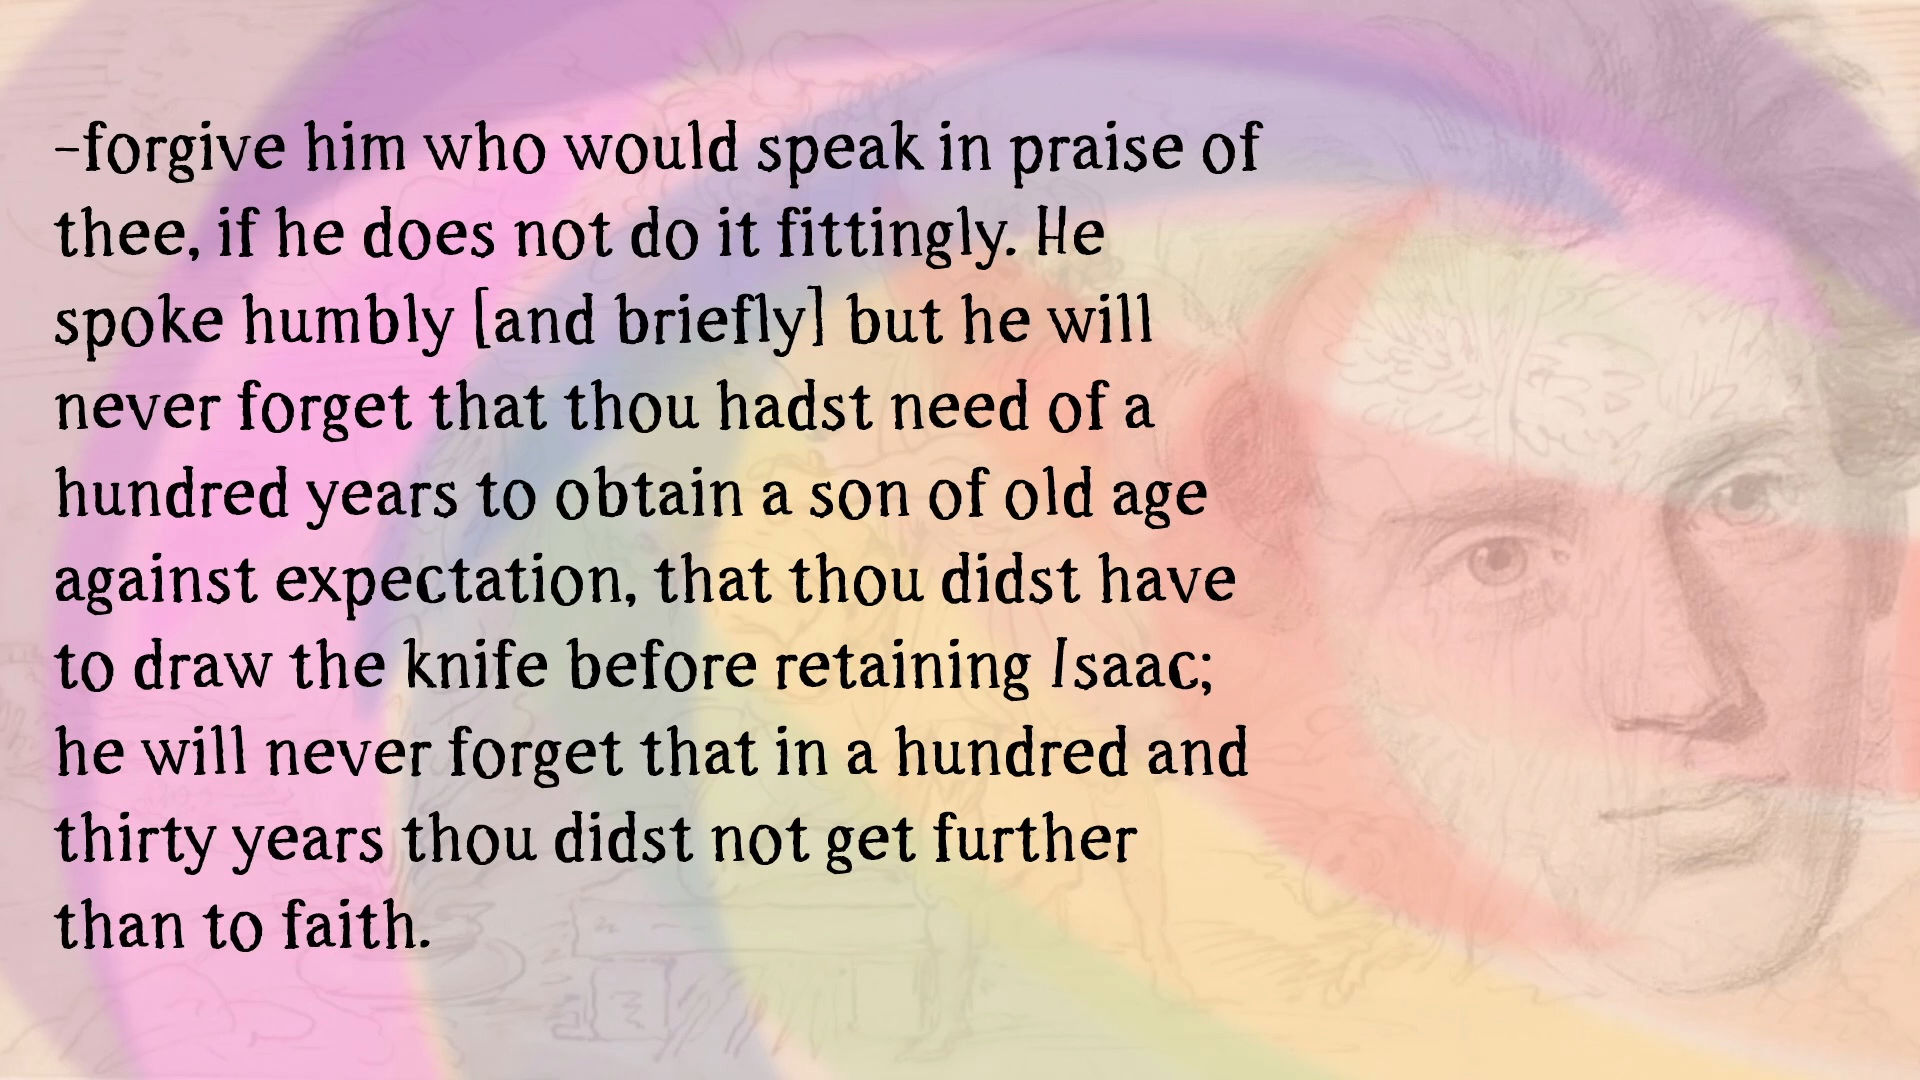 -forgive him who would speak in praise of
thee, if he does not do it fittingly. He
spoke humbly [and briefly] but he will
never forget that thou hadst need of a
hundred years to obtain a son of old age
against expectation, that thou didst have
to draw the knife before retaining Isaac;
he will never forget that in a hundred and
thirty years thou didst not get further
than to faith.